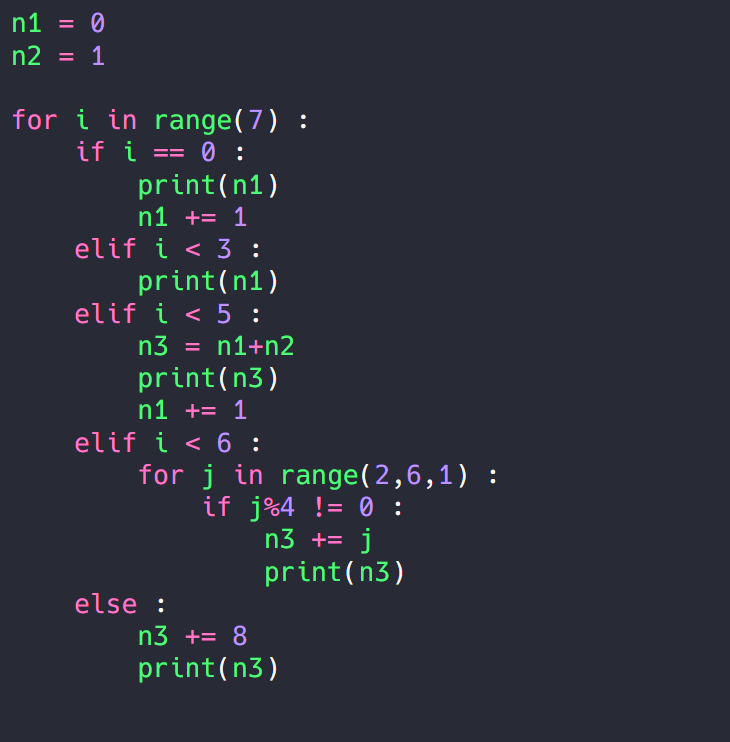 n1 = 0
n2 = 1

for i in range(7) :
    if i == 0 :
        print(n1)
        n1 += 1
    elif i < 3 :
        print(n1)
    elif i < 5 :
        n3 = n1+n2
        print(n3)
        n1 += 1
    elif i < 6 :
        for j in range(2,6,1) :
            if j%4 != 0 :
                n3 += j
                print(n3)
    else :
        n3 += 8
        print(n3)